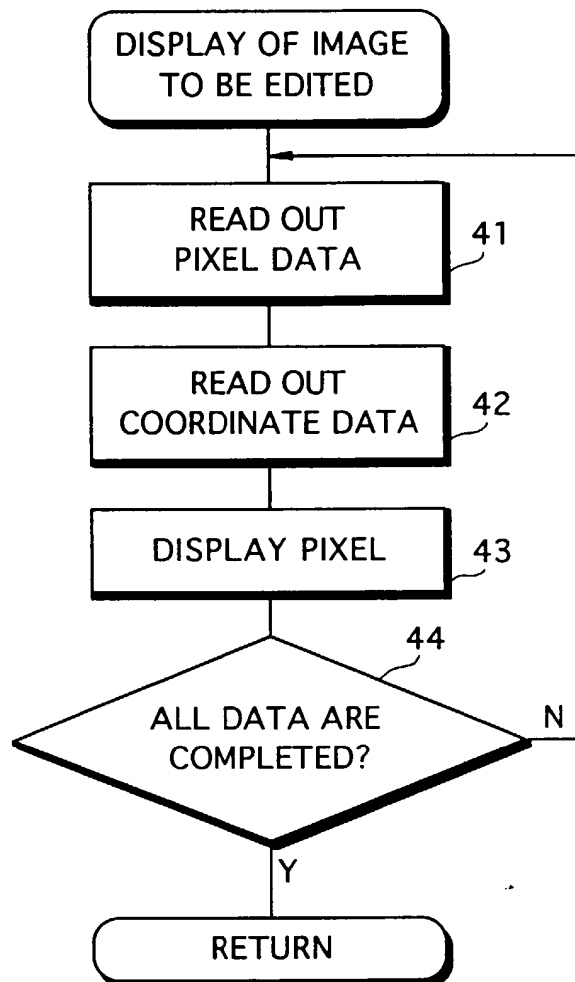 DISPLAY OF IMAGE
TO BE EDITED
READ OUT
PIXEL DATA
41
READ OUT
COORDINATE DATA
42
DISPLAY PIXEL
43
44
ALL DATA ARE
COMPLETED?
N
Y
RETURN